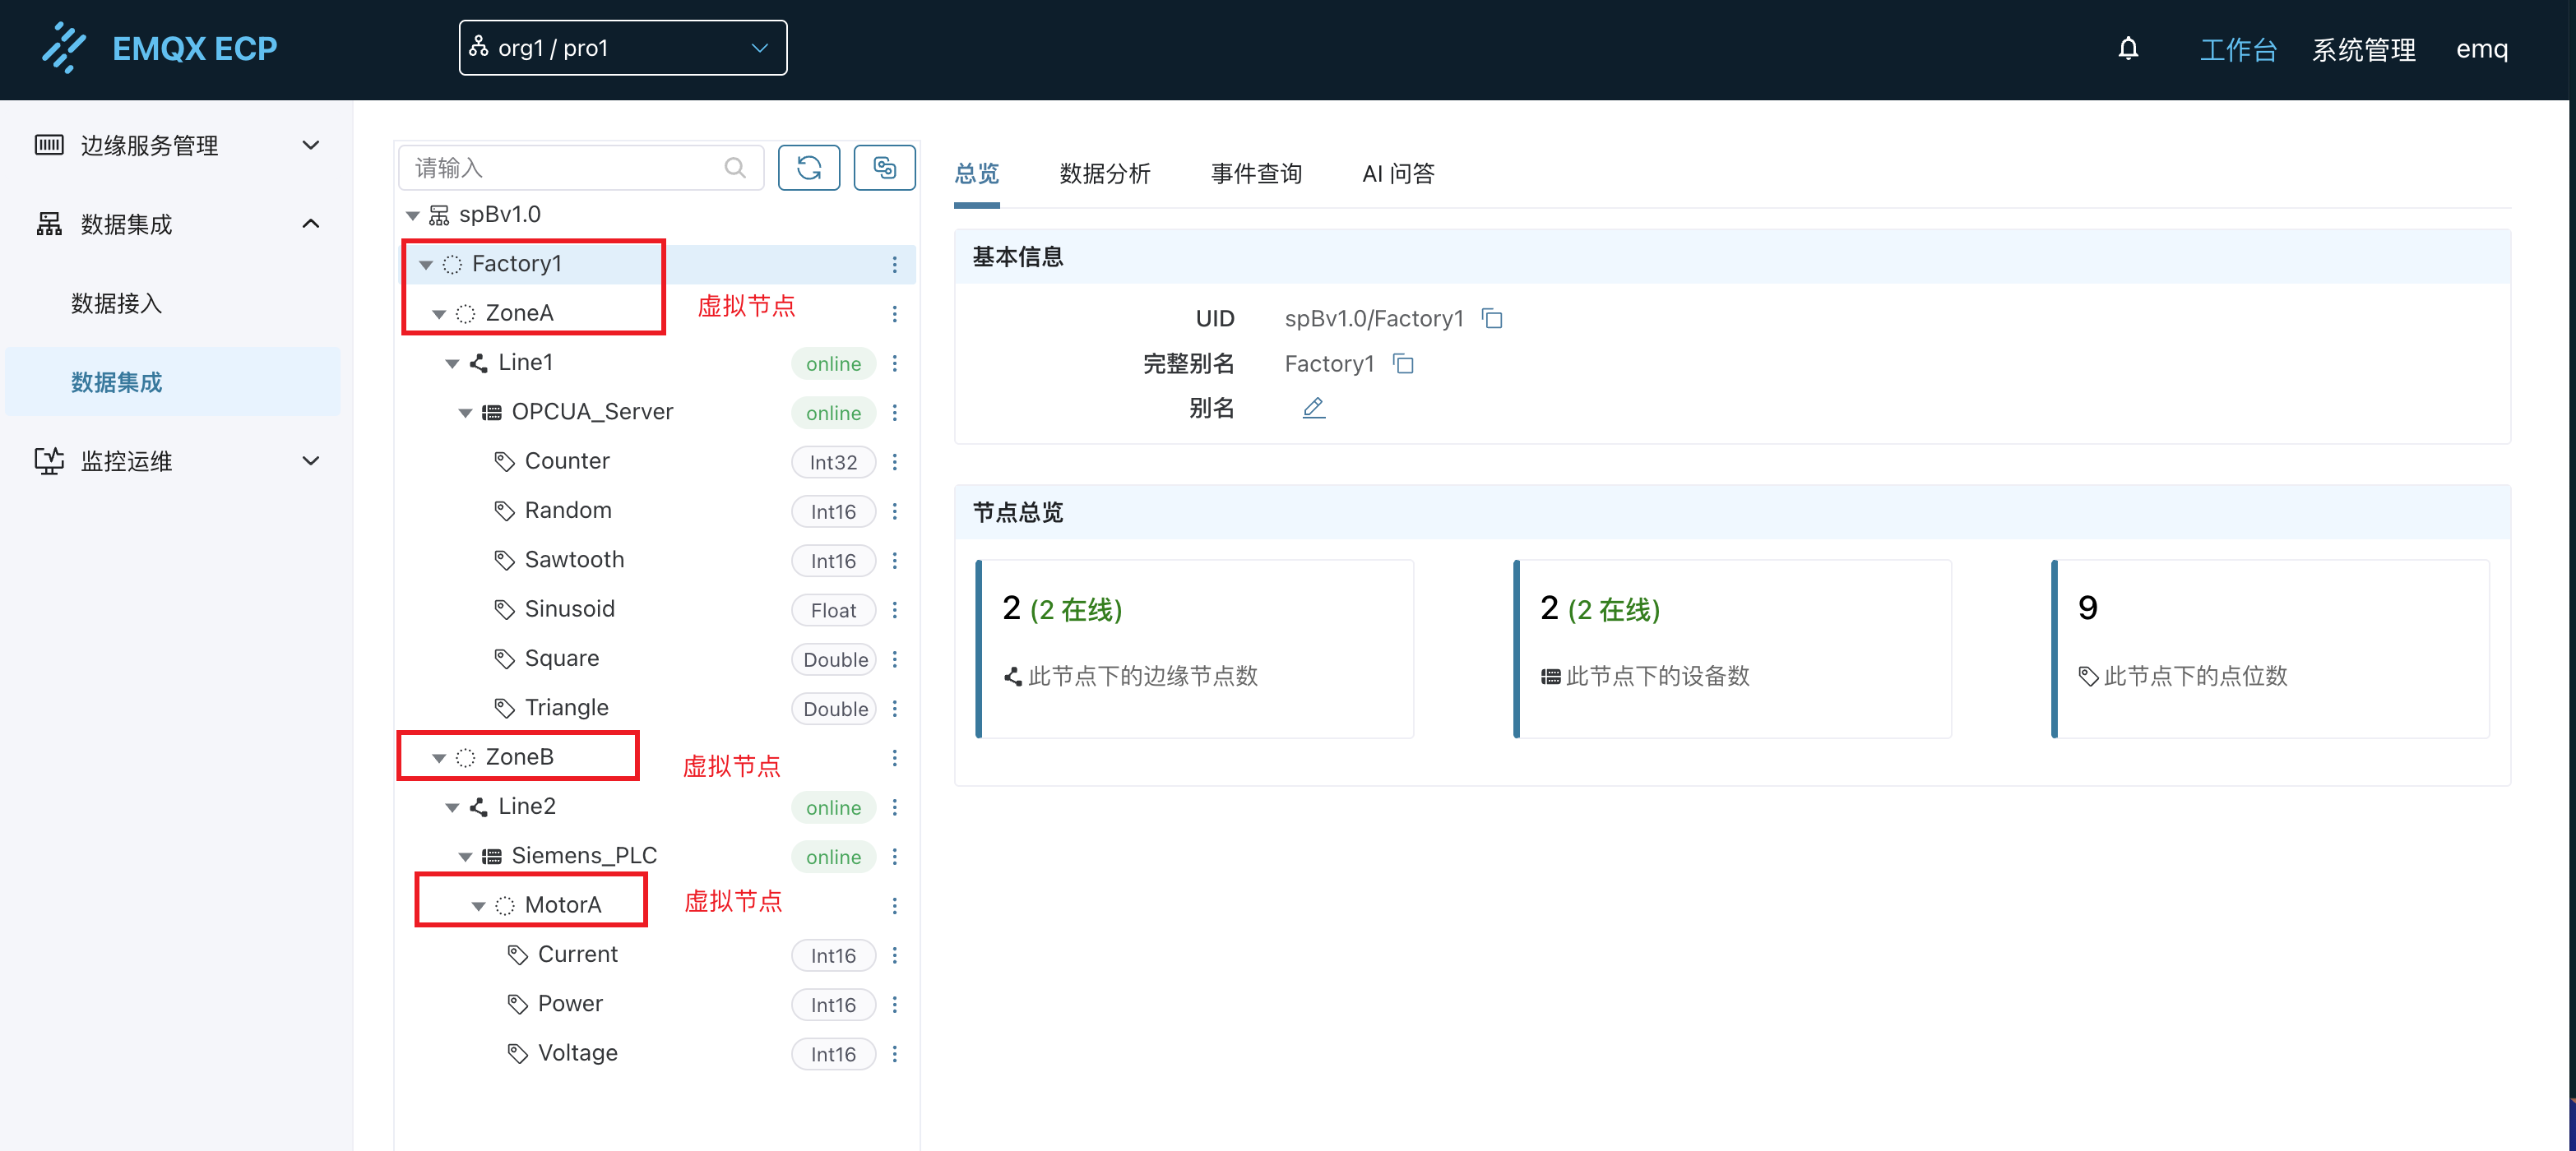 EMQX ECP
org1 / pro1
工作台
系统管理
emq
边缘服务管理
数据集成
数据接入
数据集成
监控运维
请输入
spBv1.0
Factory1
ZoneA
虚拟节点
Line1 online
OPCUA_Server online
Counter Int32
Random Int16
Sawtooth Int16
Sinusoid Float
Square Double
Triangle Double
ZoneB
虚拟节点
Line2 online
Siemens_PLC online
MotorA
虚拟节点
Current Int16
Power Int16
Voltage Int16
总览
数据分析
事件查询
AI 问答
基本信息
UID spBv1.0/Factory1
完整别名 Factory1
别名
节点总览
2 (2 在线)
此节点下的边缘节点数
2 (2 在线)
此节点下的设备数
9
此节点下的点位数